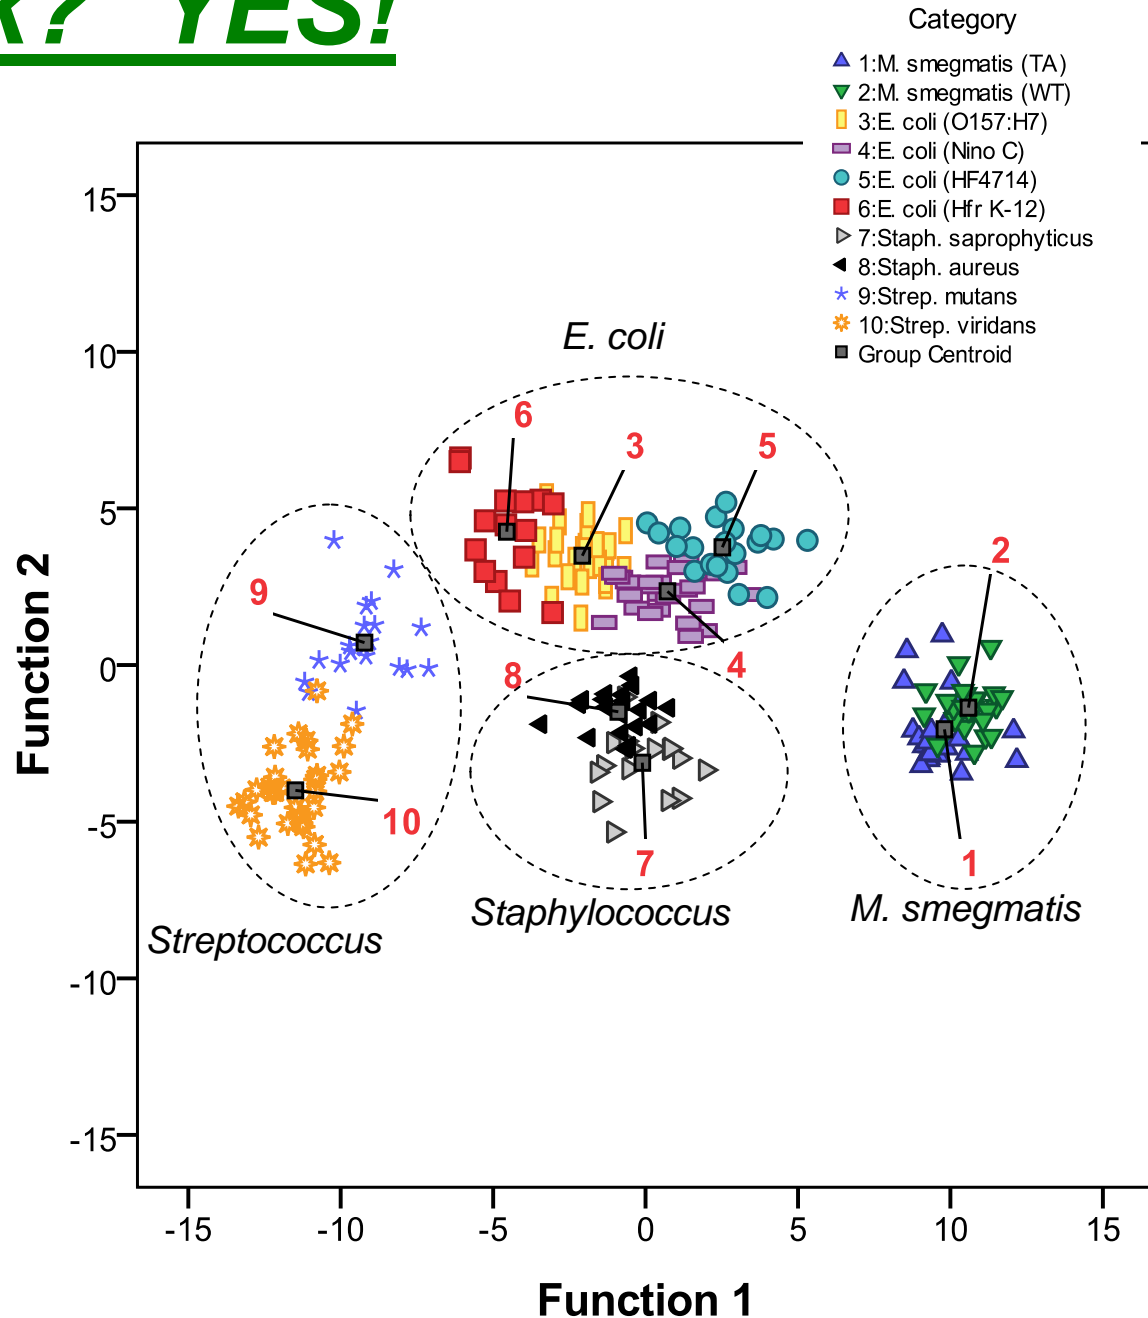 R? YES!
Category
1:M. smegmatis (TA)
2:M. smegmatis (WT)
3:E. coli (O157:H7)
4:E. coli (Nino C)
5:E. coli (HF4714)
6:E. coli (Hfr K-12)
7:Staph. saprophyticus
8:Staph. aureus
9:Strep. mutans
10:Strep. viridans
Group Centroid
15
10
5
0
-5
-10
-15
Function 2
E. coli
6
3
5
4
9
10
Streptococcus
8
7
Staphylococcus
2
1
M. smegmatis
-15
-10
-5
0
5
10
15
Function 1